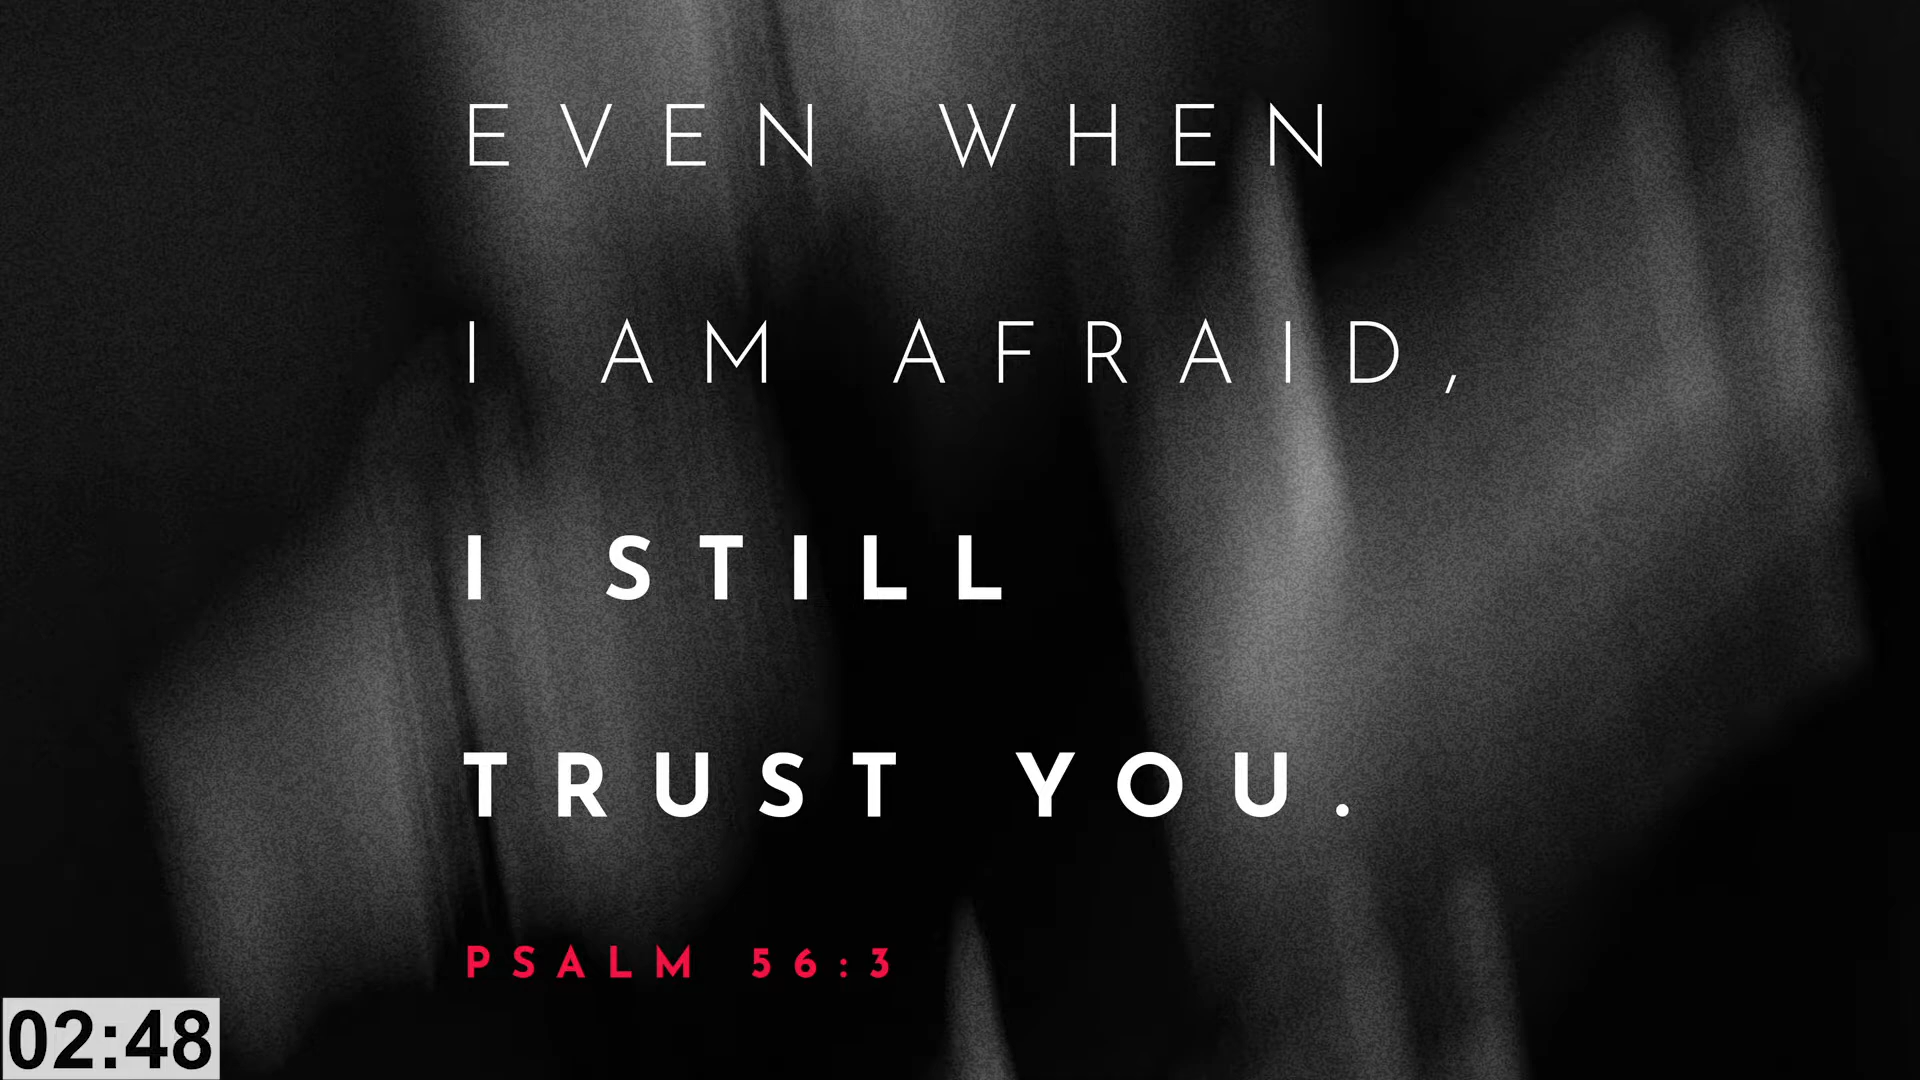 EVEN WHEN
I AM AFRAID,
I STILL
TRUST YOU.
PSALM 56:3
02:48